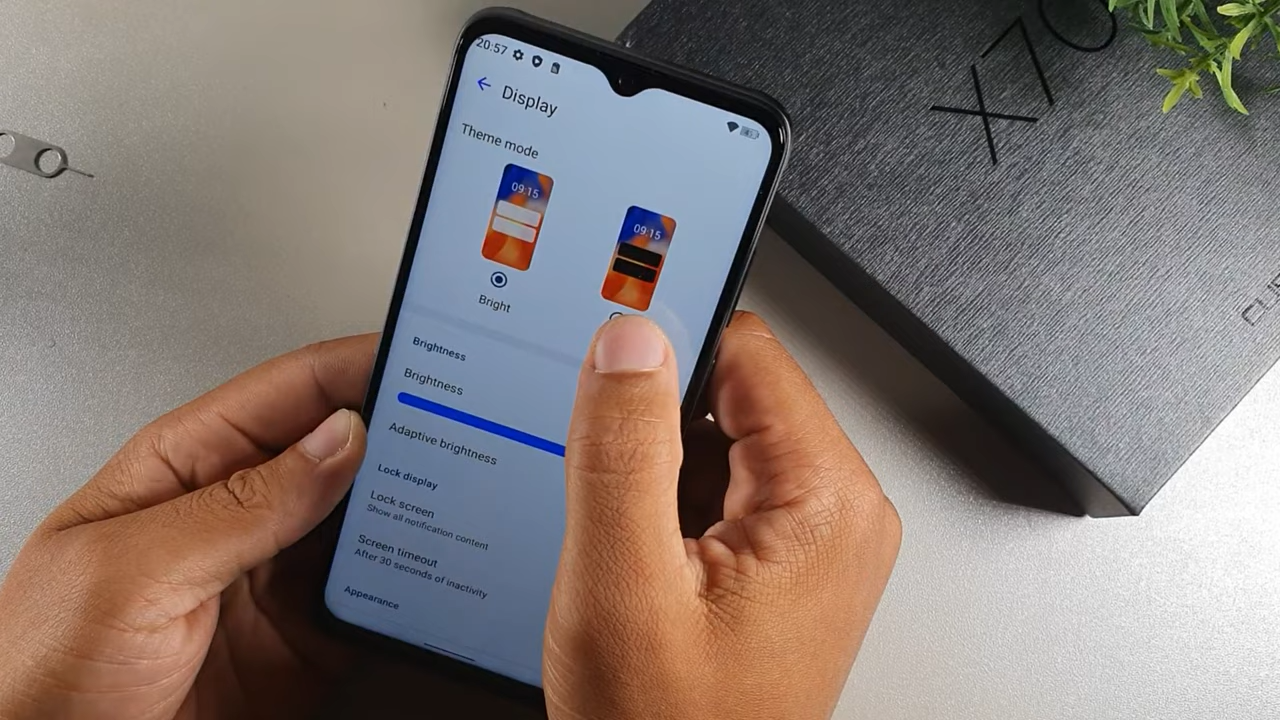 20:57
Display
Theme mode
09:15
09:15
Bright
Brightness
Brightness
Adaptive brightness
Lock display
Lock screen
Show all notification content
Screen timeout
After 30 seconds of inactivity
Appearance
X70